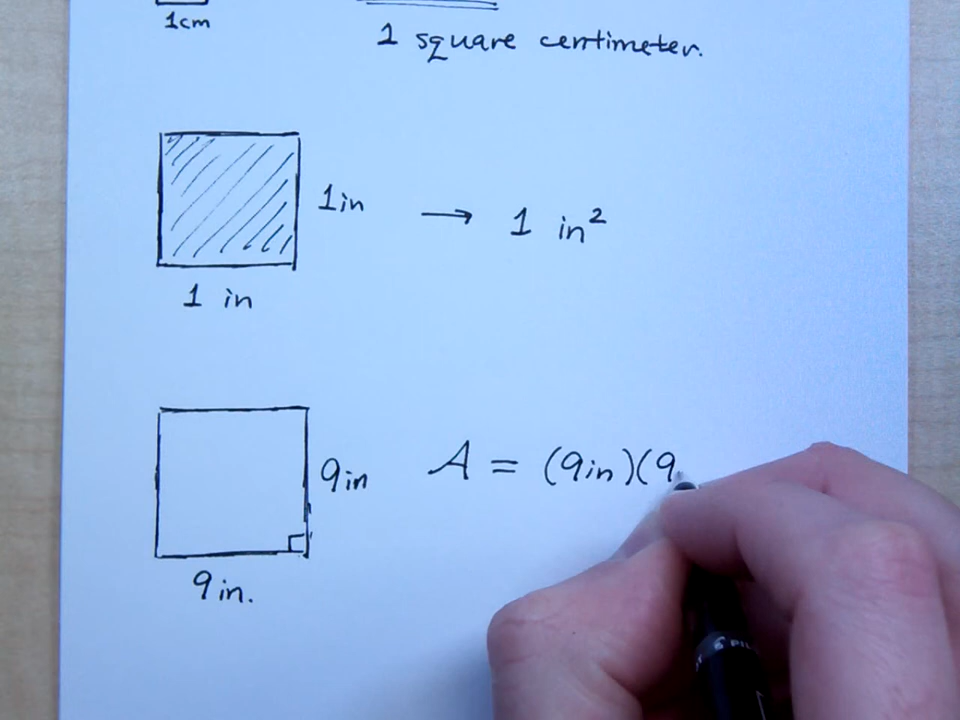 1cm
1 square centimeter.
1in → 1 in²
1 in
9in A = (9in)(9
9in.